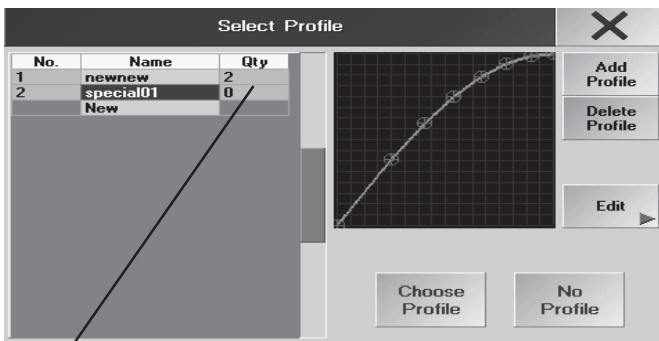 Select Profile
No. Name Qty
1 newnew 2
2 special01 0
New
Add
Profile
Delete
Profile
Edit
Choose
Profile
No
Profile